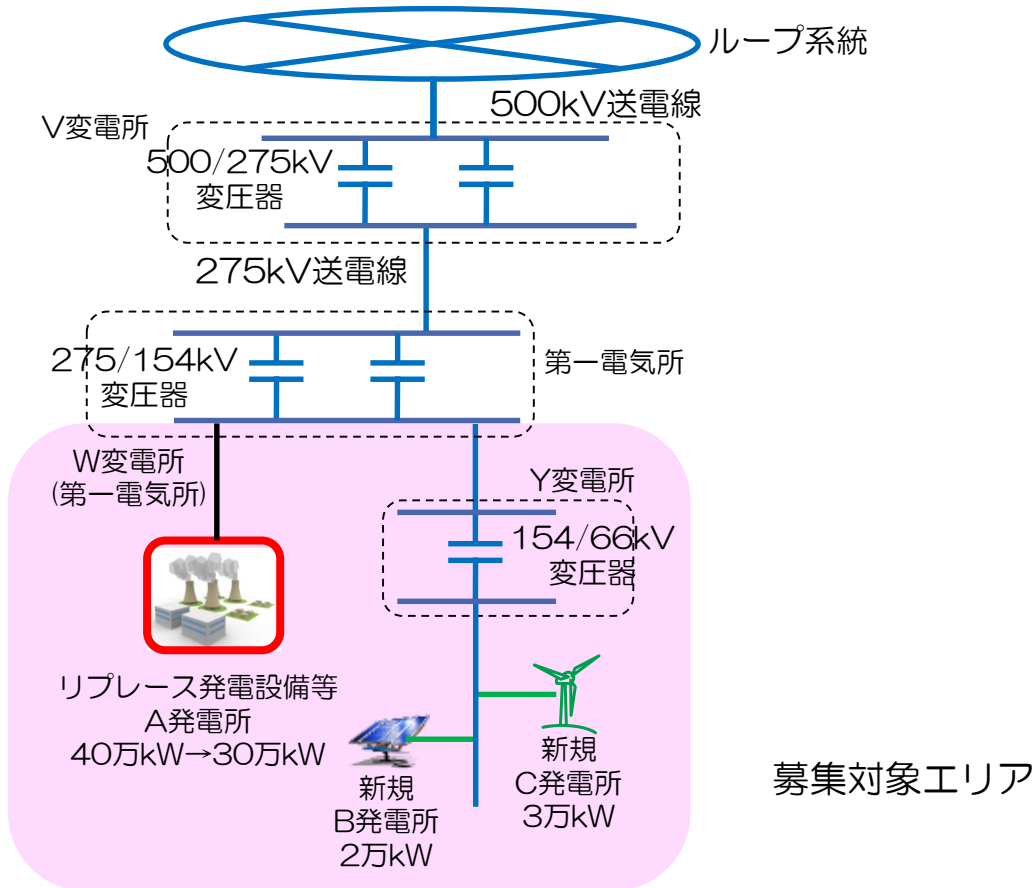 ループ系統
500kV送電線
V変電所
500/275kV
変圧器
275kV送電線
275/154kV
変圧器
第一電気所
W変電所
(第一電気所)
Y変電所
154/66kV
変圧器
リプレース発電設備等
A発電所
40万kW→30万kW
新規
B発電所
2万kW
新規
C発電所
3万kW
募集対象エリア